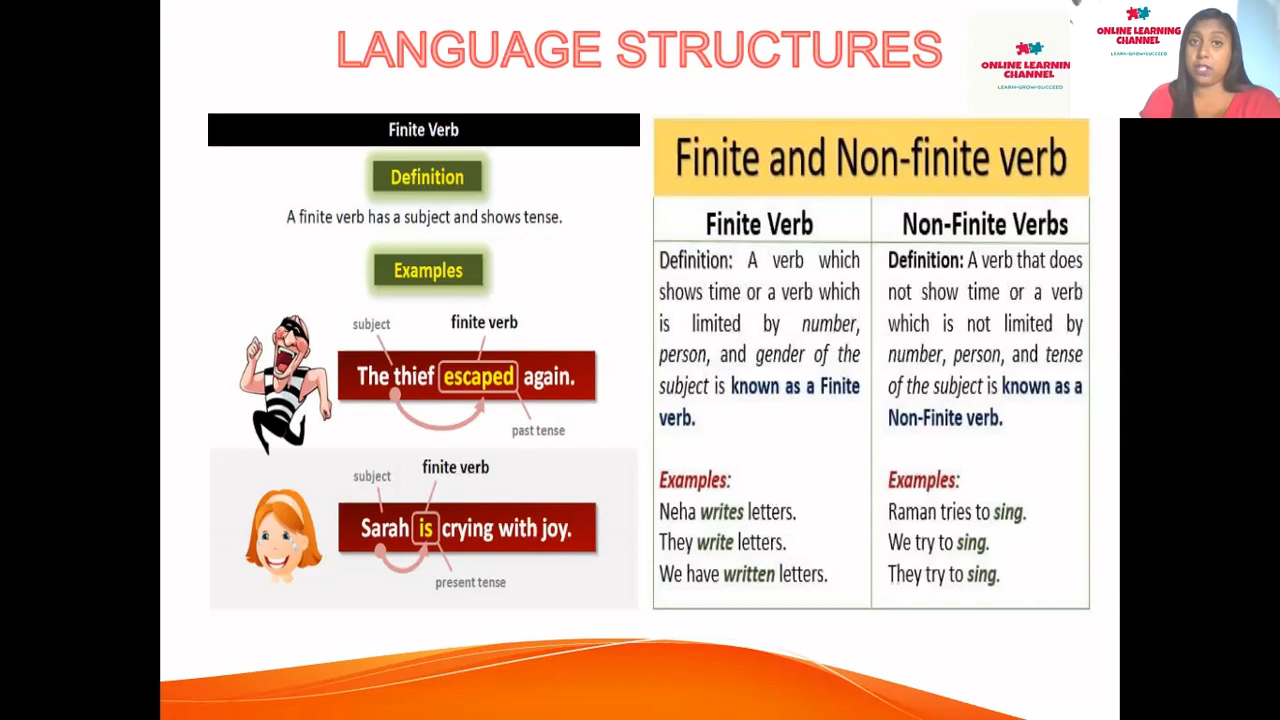 LANGUAGE STRUCTURES
ONLINE LEARNIN
CHANNEL
LEARN•GROW•SUCCEED
ONLINE LEARNING
CHANNEL
LEARN•GROW•SUCCEED
Finite Verb
Definition
A finite verb has a subject and shows tense.
Examples
subject
finite verb
The thief escaped again.
past tense
subject
finite verb
Sarah is crying with joy.
present tense
Finite and Non-finite verb
Finite Verb
Definition: A verb which
shows time or a verb which
is limited by number,
person, and gender of the
subject is known as a Finite
verb.
Examples:
Neha writes letters.
They write letters.
We have written letters.
Non-Finite Verbs
Definition: A verb that does
not show time or a verb
which is not limited by
number, person, and tense
of the subject is known as a
Non-Finite verb.
Examples:
Raman tries to sing.
We try to sing.
They try to sing.